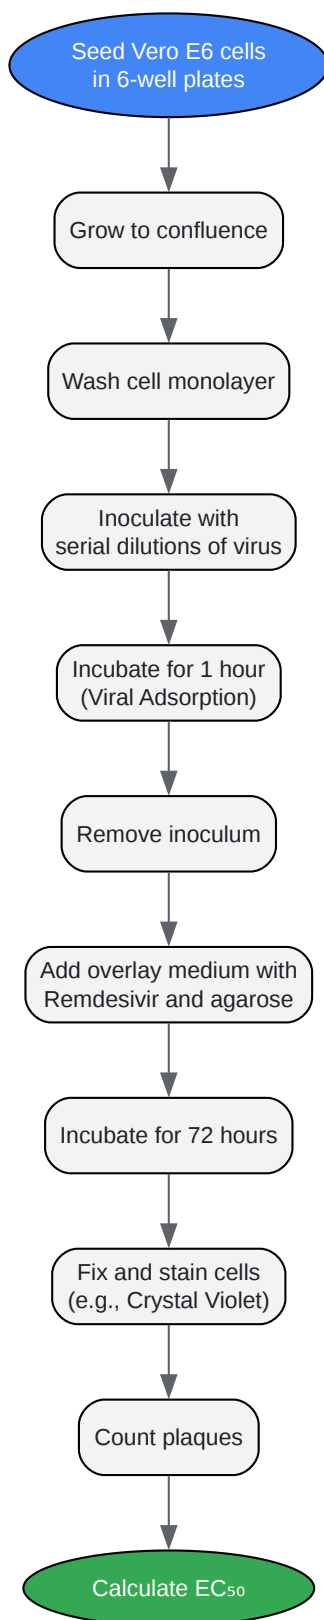 Seed Vero E6 cells
in 6-well plates
Grow to confluence
Wash cell monolayer
Inoculate with
serial dilutions of virus
Incubate for 1 hour
(Viral Adsorption)
Remove inoculum
Add overlay medium with
Remdesivir and agarose
Incubate for 72 hours
Fix and stain cells
(e.g., Crystal Violet)
Count plaques
Calculate EC₅₀